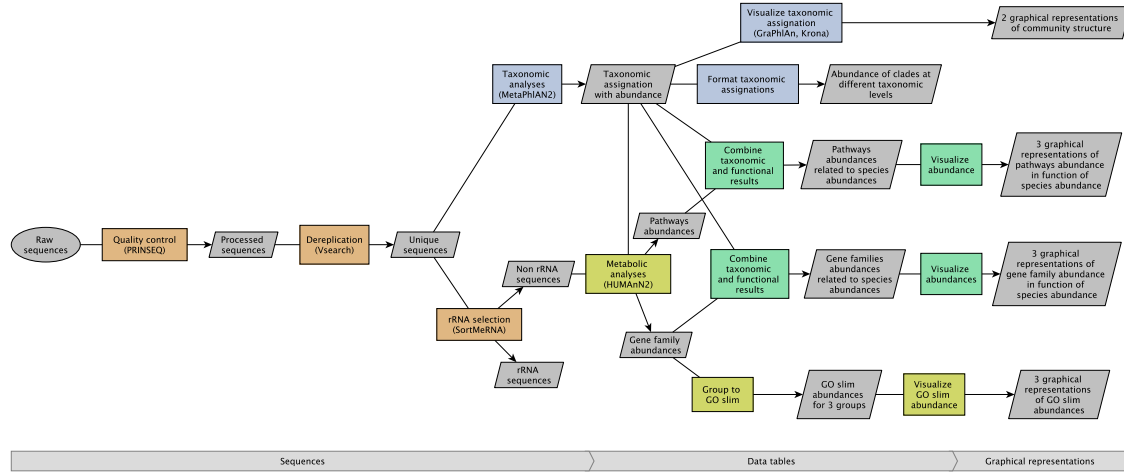 Visualize taxonomic
assignation
(GraPhlAn, Krona)
2 graphical representations
of community structure
Taxonomic
analyses
(MetaPhlAN2)
Taxonomic
assignation
with abundance
Format taxonomic
assignations
Abundance of clades at
different taxonomic
levels
Combine
taxonomic
and functional
results
Pathways
abundances
related to species
abundances
Visualize
abundance
3 graphical
representations of
pathways abundance
in function of
species abundance
Raw
sequences
Quality control
(PRINSEQ)
Processed
sequences
Dereplication
(Vsearch)
Unique
sequences
Pathways
abundances
Non rRNA
sequences
Metabolic
analyses
(HUMAnN2)
Combine
taxonomic
and functional
results
Gene families
abundances
related to species
abundances
Visualize
abundances
3 graphical
representations of
gene family abundance
in function of
species abundance
rRNA selection
(SortMeRNA)
Gene family
abundances
rRNA
sequences
Group to
GO slim
GO slim
abundances
for 3 groups
Visualize
GO slim
abundance
3 graphical
representations
of GO slim
abundances
Sequences
Data tables
Graphical representations